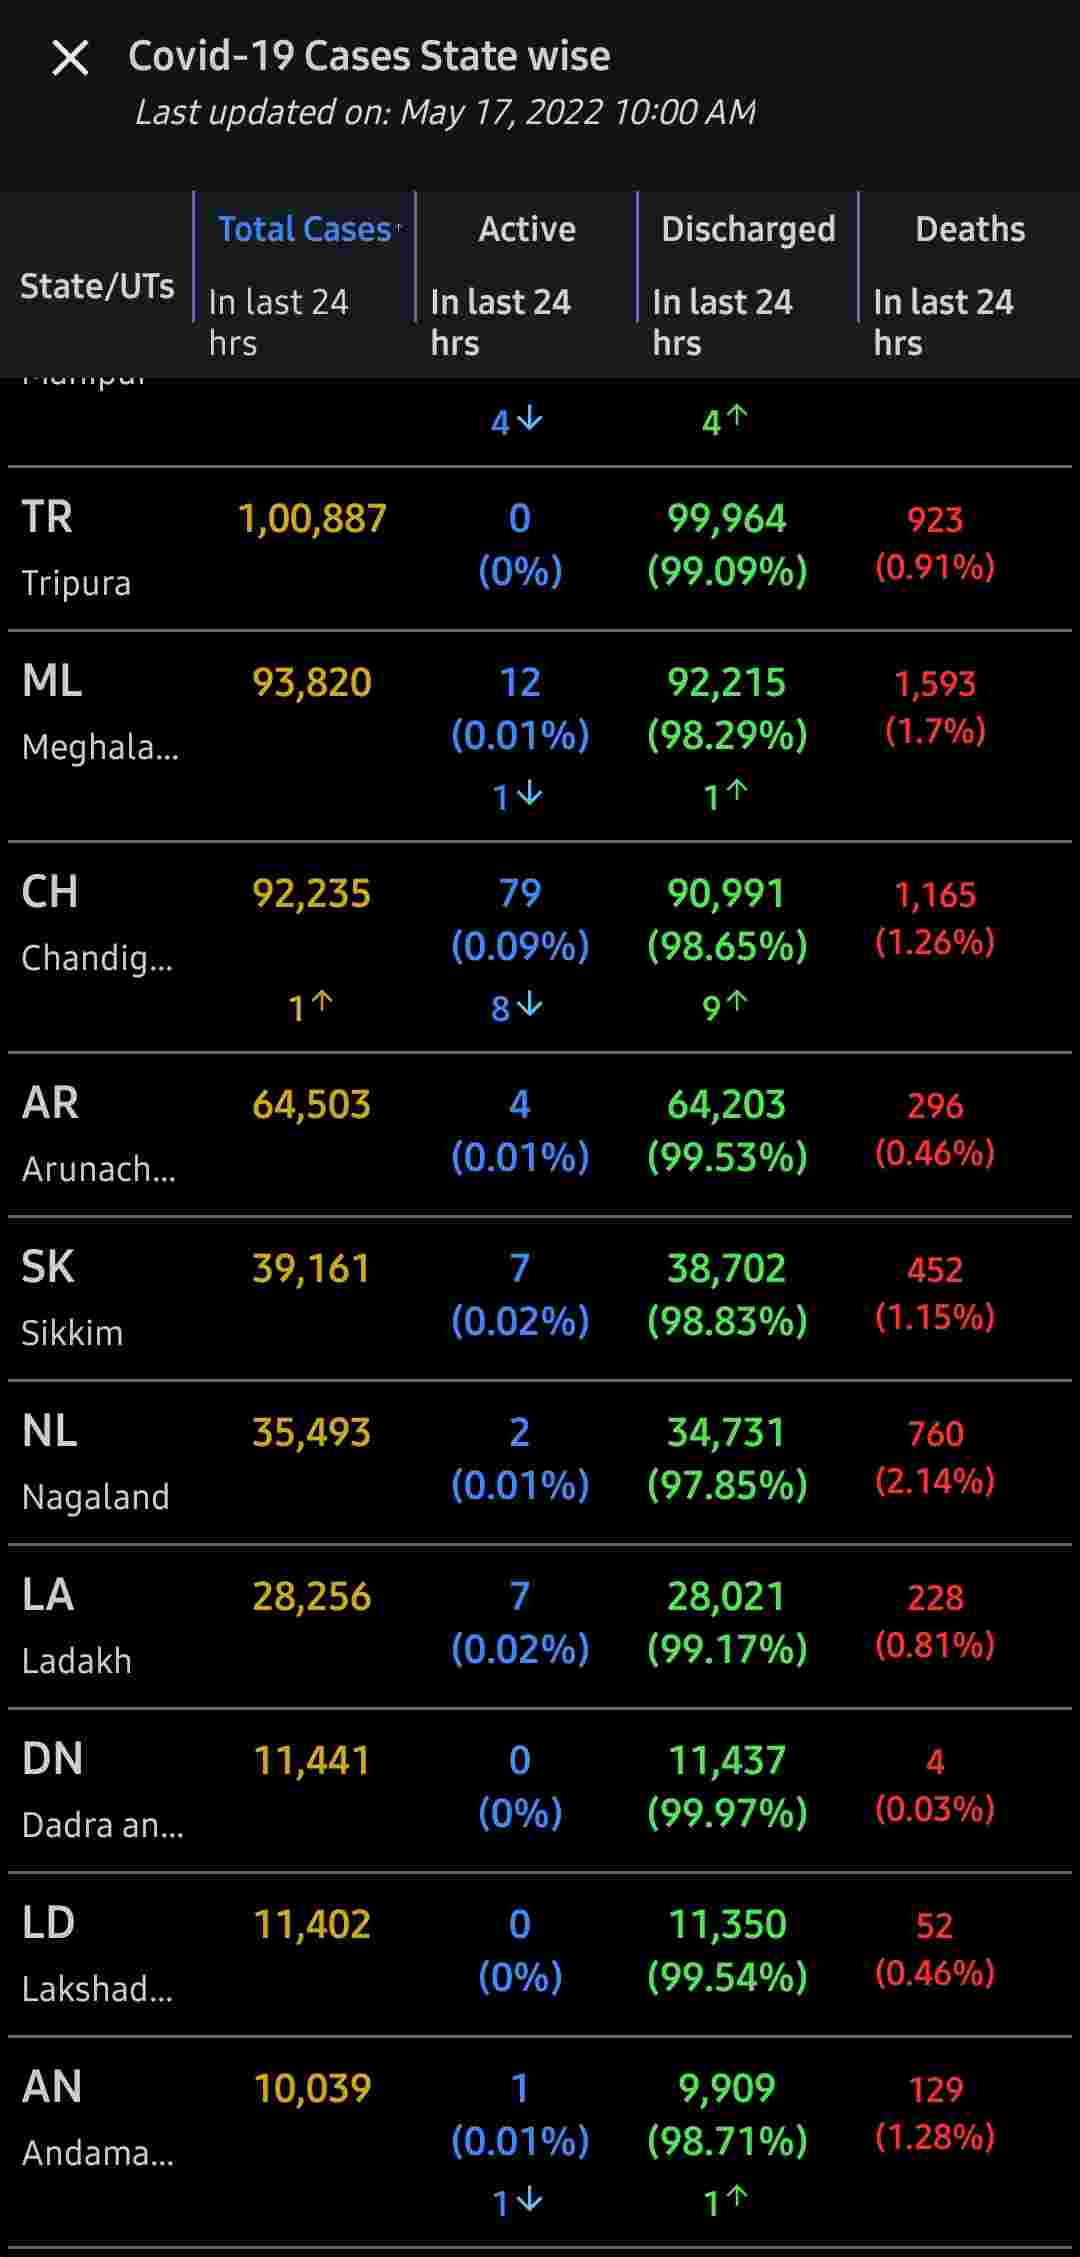 Covid-19 Cases State wise
Last updated on: May 17, 2022 10:00 AM
State/UTs Total Cases↑ Active Discharged Deaths
In last 24 hrs In last 24 hrs In last 24 hrs In last 24 hrs
Manipur
4↓ 4↑
TR 1,00,887 0 99,964 923
Tripura (0%) (99.09%) (0.91%)
ML 93,820 12 92,215 1,593
Meghala... (0.01%) (98.29%) (1.7%)
1↓ 1↑
CH 92,235 79 90,991 1,165
Chandig... (0.09%) (98.65%) (1.26%)
1↑ 8↓ 9↑
AR 64,503 4 64,203 296
Arunach... (0.01%) (99.53%) (0.46%)
SK 39,161 7 38,702 452
Sikkim (0.02%) (98.83%) (1.15%)
NL 35,493 2 34,731 760
Nagaland (0.01%) (97.85%) (2.14%)
LA 28,256 7 28,021 228
Ladakh (0.02%) (99.17%) (0.81%)
DN 11,441 0 11,437 4
Dadra an... (0%) (99.97%) (0.03%)
LD 11,402 0 11,350 52
Lakshad... (0%) (99.54%) (0.46%)
AN 10,039 1 9,909 129
Andama... (0.01%) (98.71%) (1.28%)
1↓ 1↑